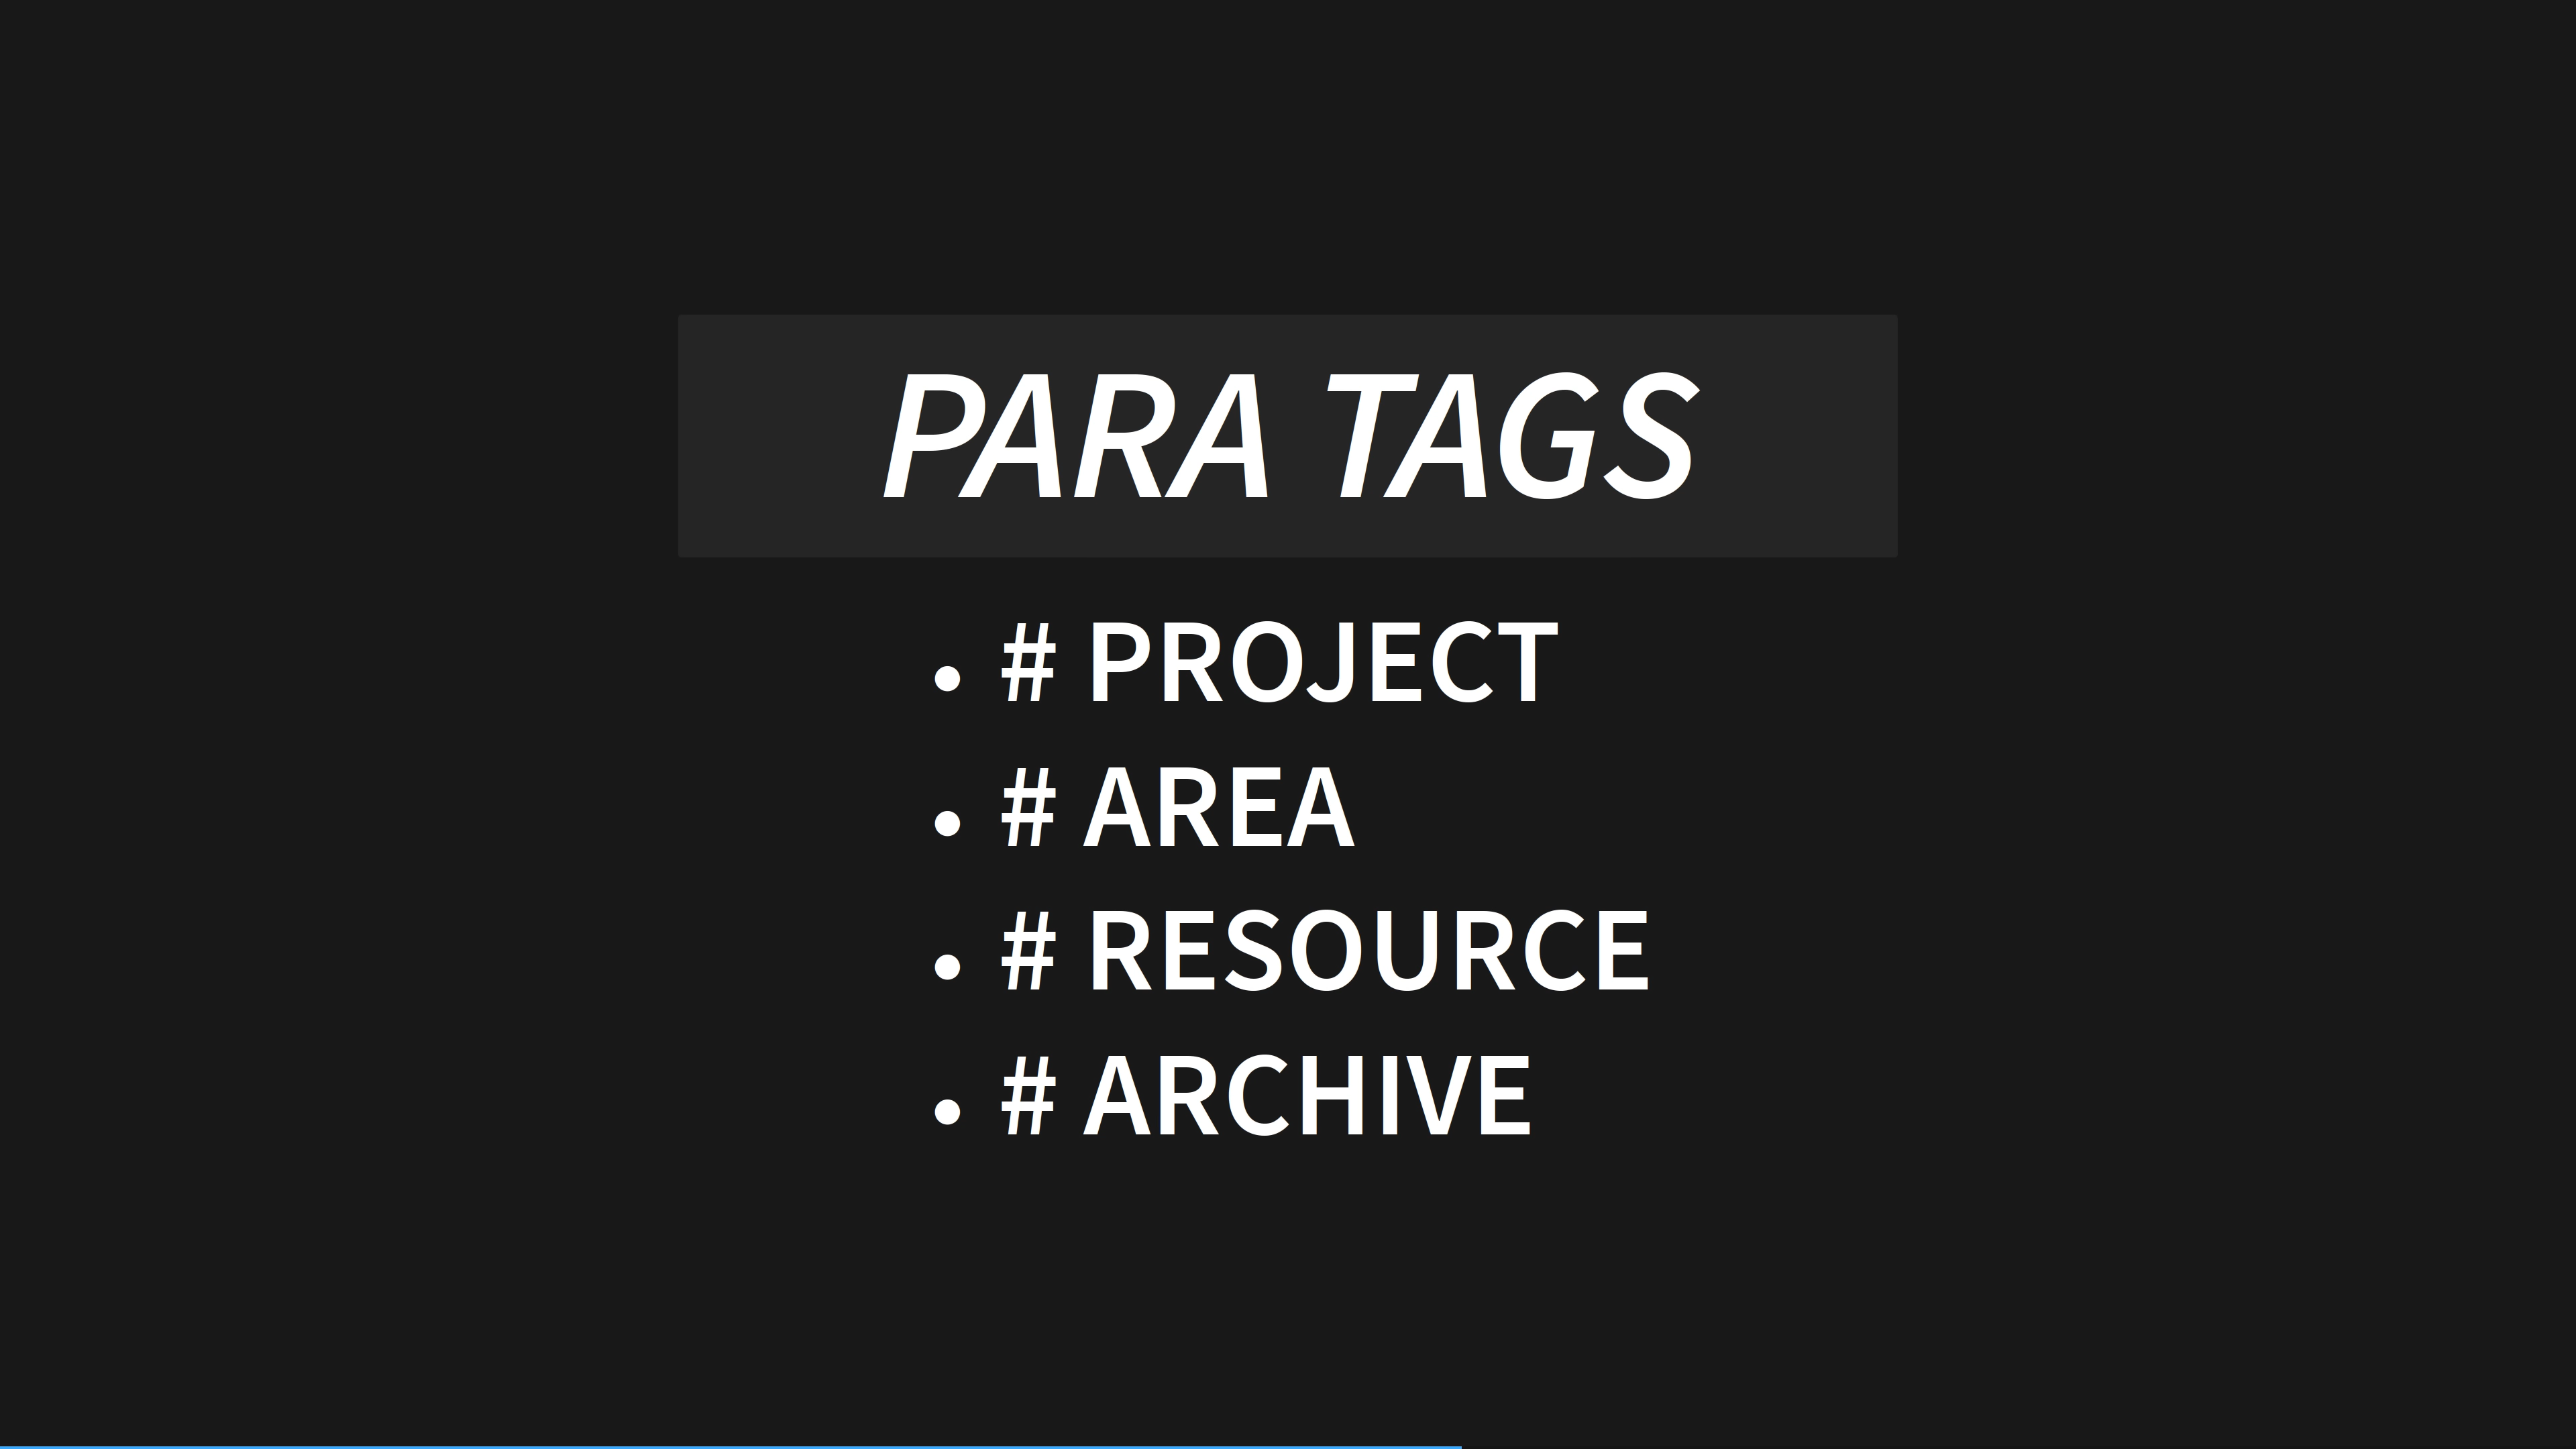 PARA TAGS
• # PROJECT
• # AREA
• # RESOURCE
• # ARCHIVE